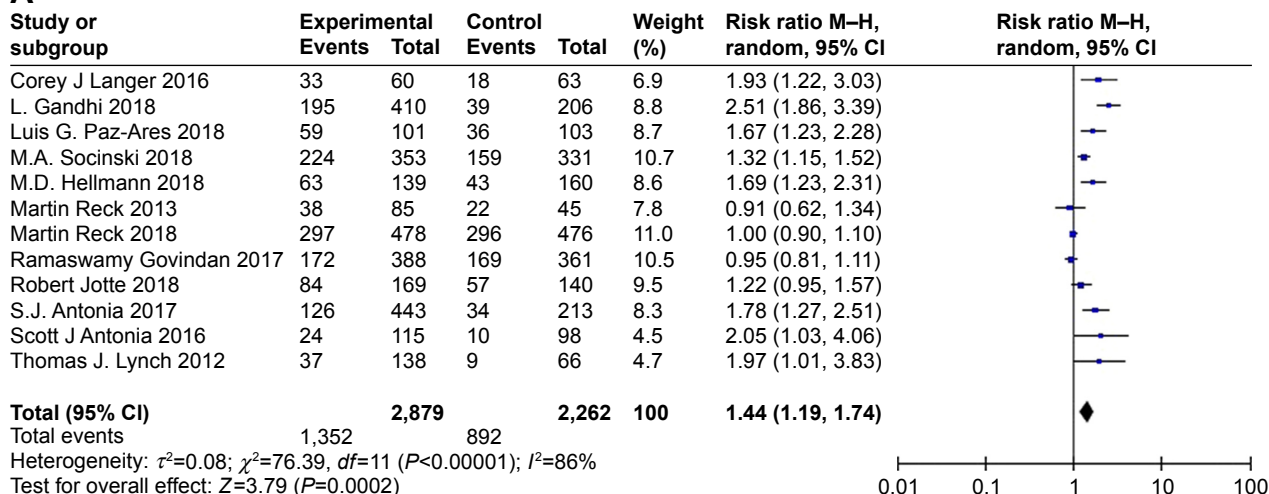 A
Study or subgroup Experimental Events Total Control Events Total Weight (%) Risk ratio M–H, random, 95% CI Risk ratio M–H, random, 95% CI
Corey J Langer 2016 33 60 18 63 6.9 1.93 (1.22, 3.03)
L. Gandhi 2018 195 410 39 206 8.8 2.51 (1.86, 3.39)
Luis G. Paz-Ares 2018 59 101 36 103 8.7 1.67 (1.23, 2.28)
M.A. Socinski 2018 224 353 159 331 10.7 1.32 (1.15, 1.52)
M.D. Hellmann 2018 63 139 43 160 8.6 1.69 (1.23, 2.31)
Martin Reck 2013 38 85 22 45 7.8 0.91 (0.62, 1.34)
Martin Reck 2018 297 478 296 476 11.0 1.00 (0.90, 1.10)
Ramaswamy Govindan 2017 172 388 169 361 10.5 0.95 (0.81, 1.11)
Robert Jotte 2018 84 169 57 140 9.5 1.22 (0.95, 1.57)
S.J. Antonia 2017 126 443 34 213 8.3 1.78 (1.27, 2.51)
Scott J Antonia 2016 24 115 10 98 4.5 2.05 (1.03, 4.06)
Thomas J. Lynch 2012 37 138 9 66 4.7 1.97 (1.01, 3.83)
Total (95% CI) 2,879 2,262 100 1.44 (1.19, 1.74)
Total events 1,352 892
Heterogeneity: τ²=0.08; χ²=76.39, df=11 (P<0.00001); I²=86%
Test for overall effect: Z=3.79 (P=0.0002)
0.01 0.1 1 10 100